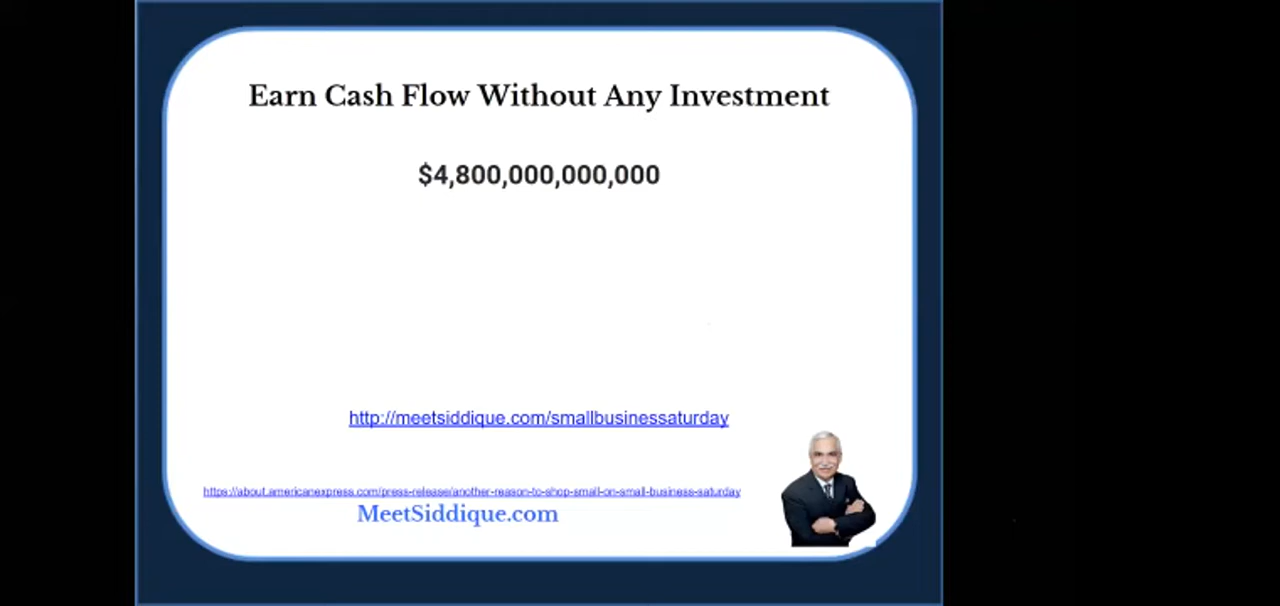 Earn Cash Flow Without Any Investment
$4,800,000,000,000
http://meetsiddique.com/smallbusinessaturday
https://about.americanexpress.com/press-release/another-reason-to-shop-small-on-small-business-saturday
MeetSiddique.com